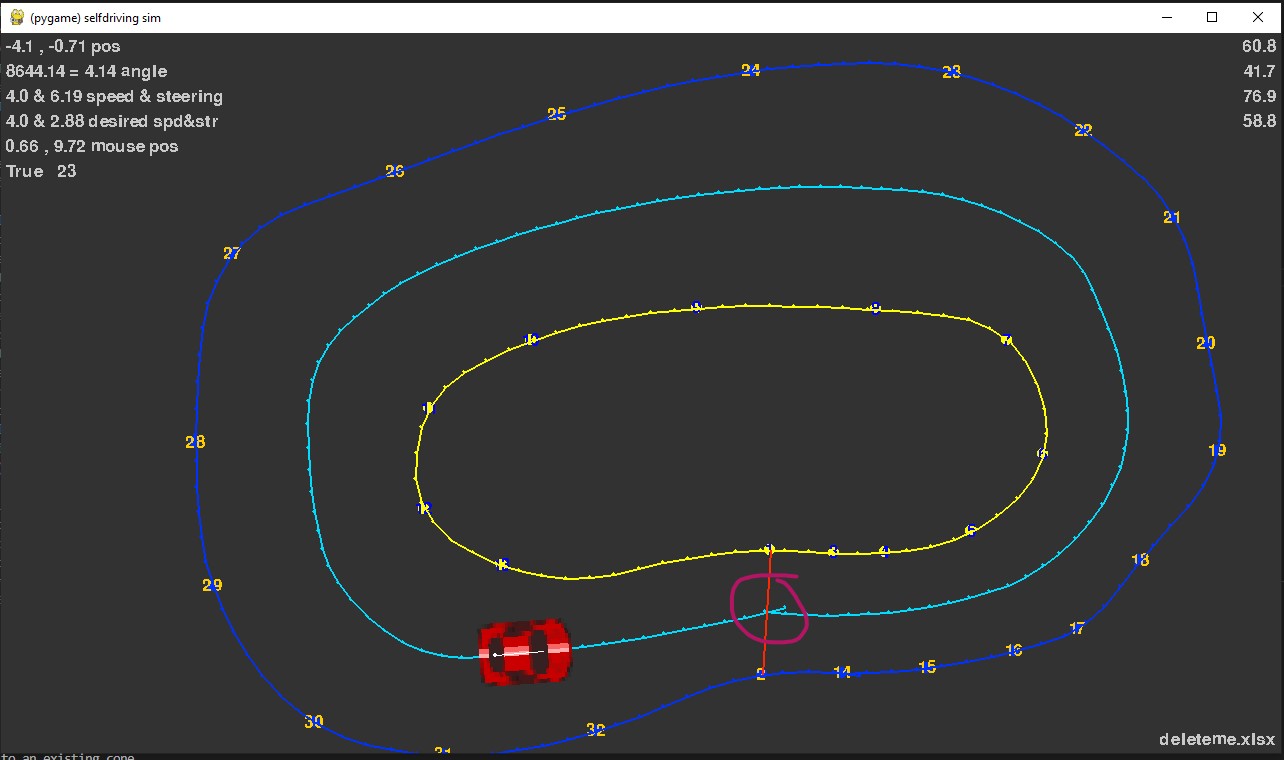 (pygame) selfdriving sim
-4.1 , -0.71 pos
60.8
8644.14 = 4.14 angle
41.7
4.0 & 6.19 speed & steering
76.9
4.0 & 2.88 desired spd&str
58.8
0.66 , 9.72 mouse pos
True 23
24
23
25
22
26
21
27
20
28
19
18
29
17
16
15
14
2
30
32
31
deleteme.xlsx
to an existing cone